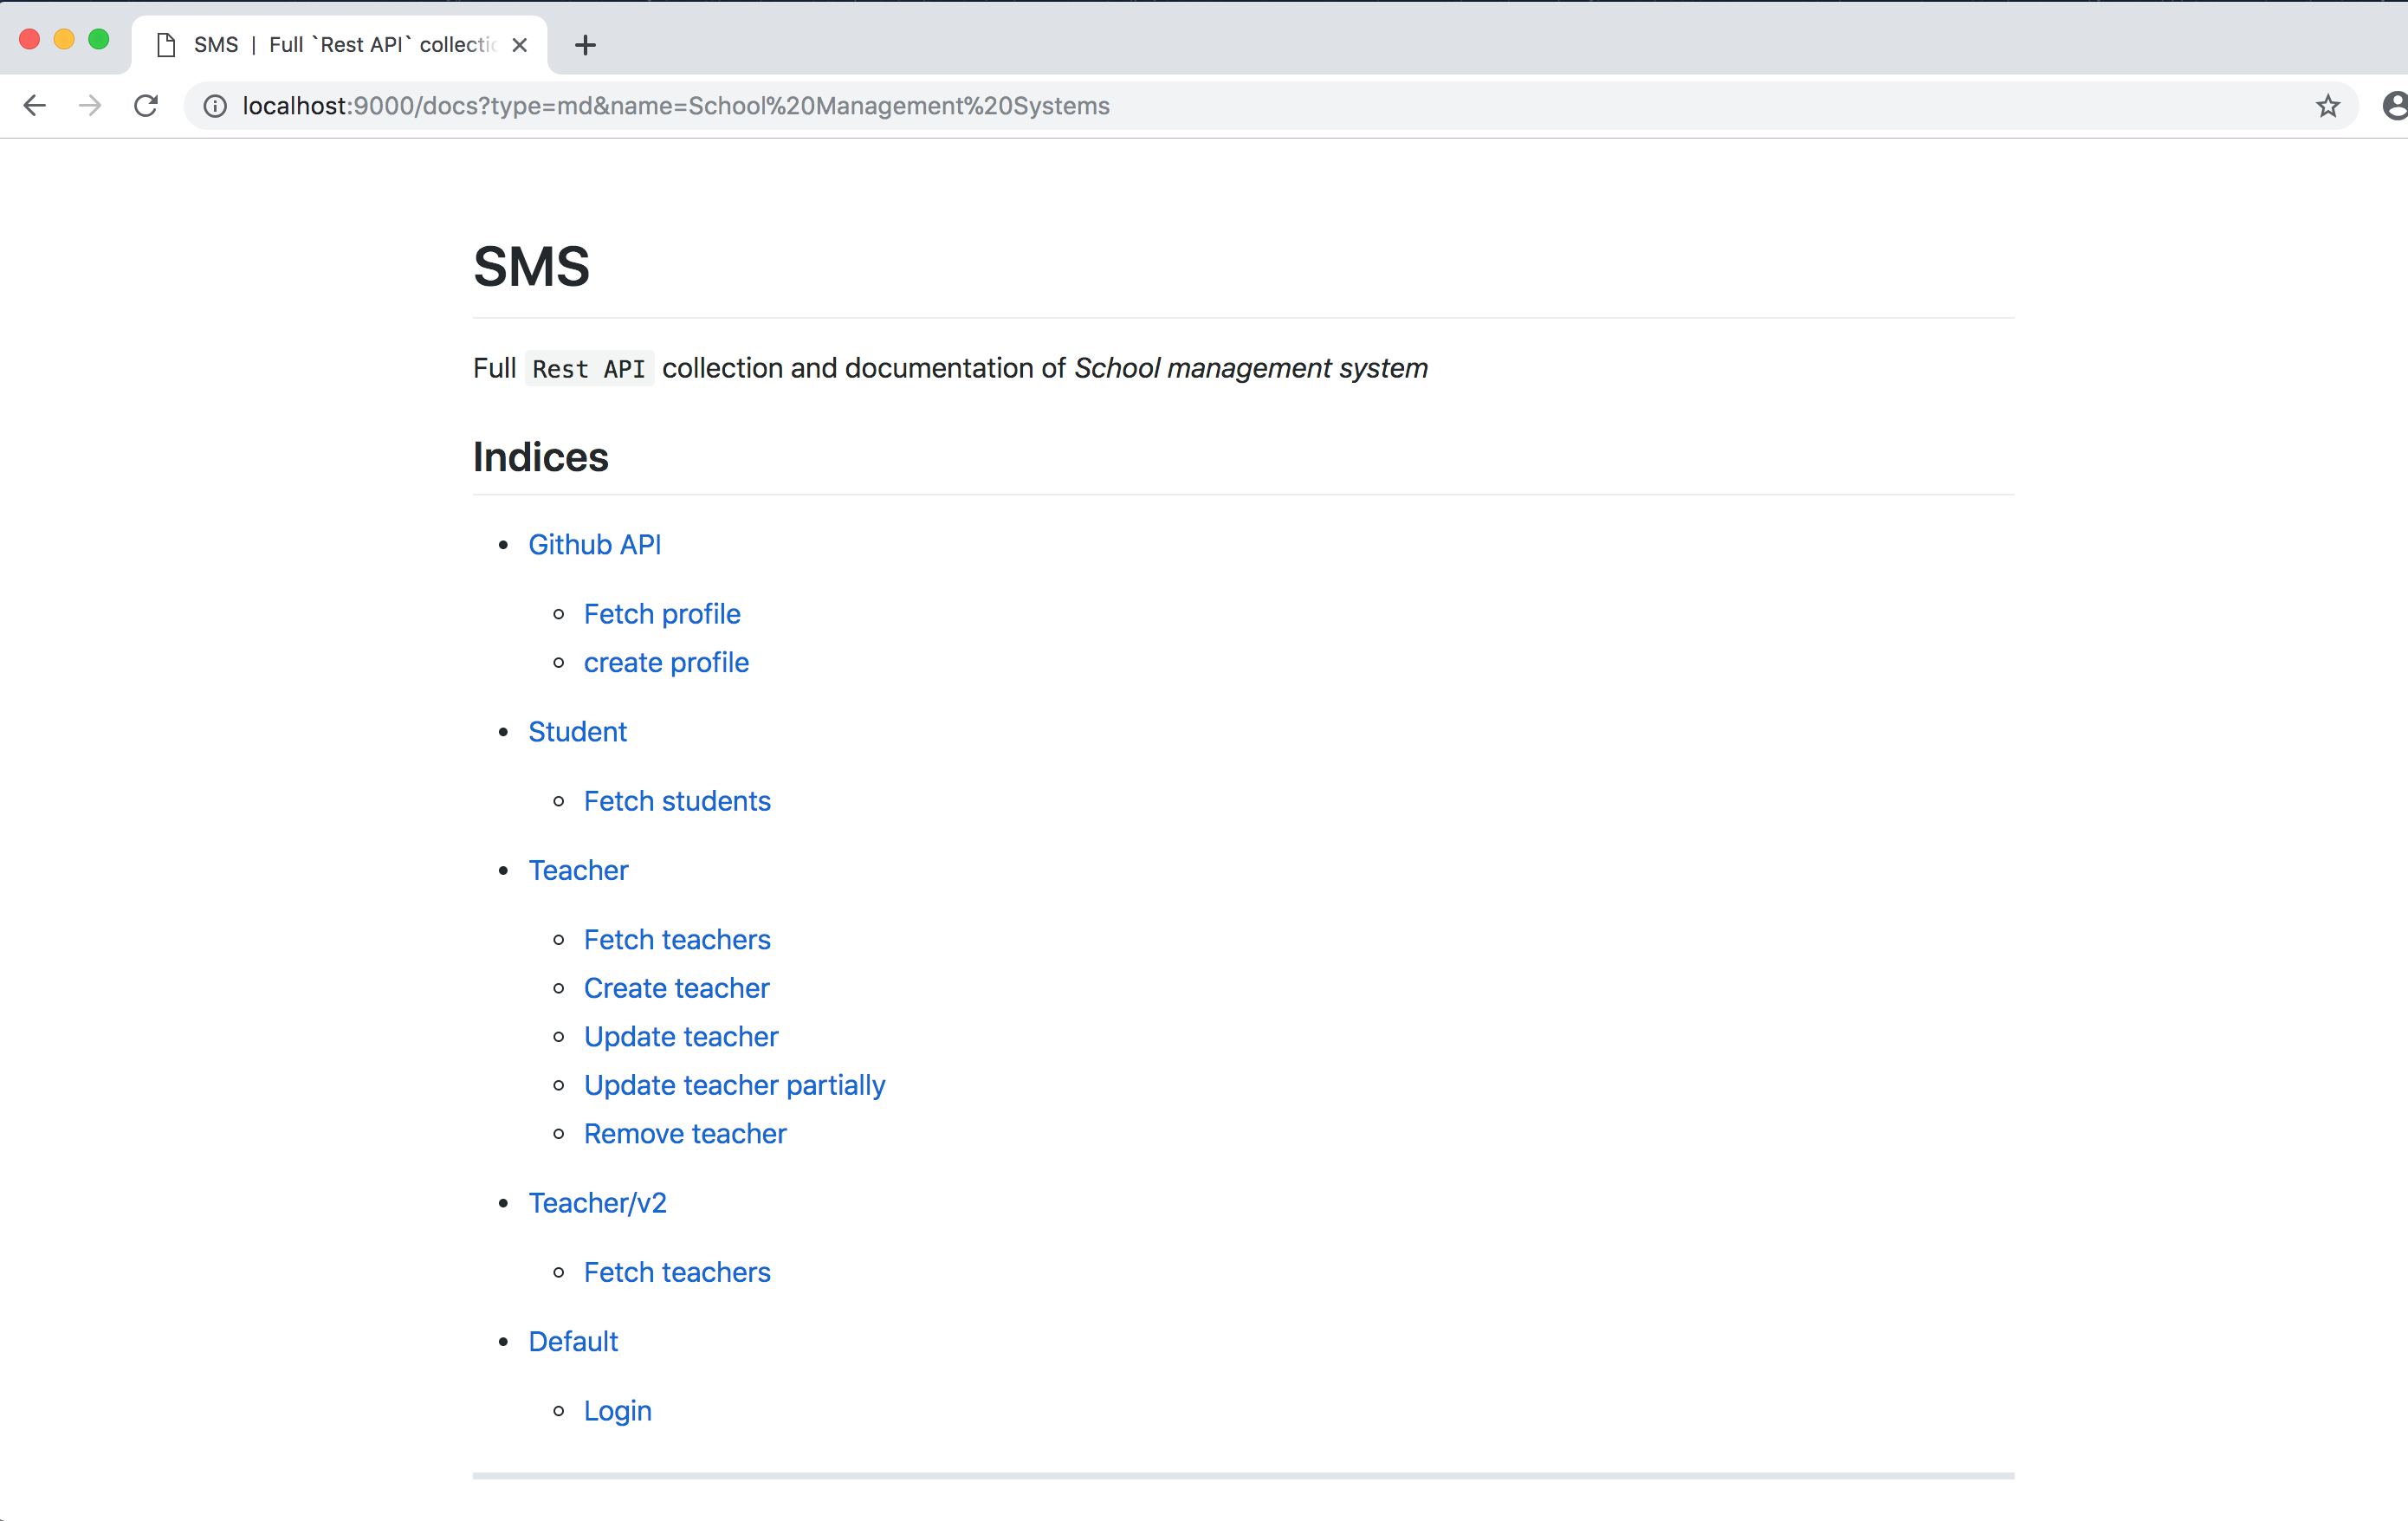 SMS | Full `Rest API` collectio
localhost:9000/docs?type=md&name=School%20Management%20Systems
SMS
Full Rest API collection and documentation of School management system
Indices
Github API
Fetch profile
create profile
Student
Fetch students
Teacher
Fetch teachers
Create teacher
Update teacher
Update teacher partially
Remove teacher
Teacher/v2
Fetch teachers
Default
Login